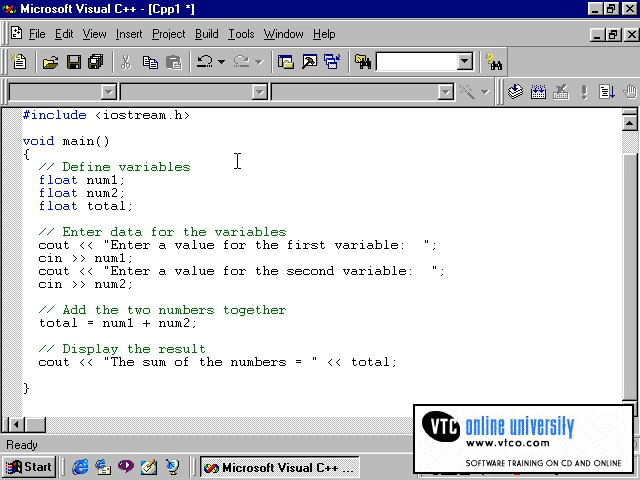 Microsoft Visual C++ - [Cpp1 *]
File Edit View Insert Project Build Tools Window Help
#include <iostream.h>
void main()
{
// Define variables
float num1;
float num2;
float total;
// Enter data for the variables
cout << "Enter a value for the first variable:  ";
cin >> num1;
cout << "Enter a value for the second variable:  ";
cin >> num2;
// Add the two numbers together
total = num1 + num2;
// Display the result
cout << "The sum of the numbers = " << total;
}
VTC online university
www.vtco.com
SOFTWARE TRAINING ON CD AND ONLINE
Ready
Start Microsoft Visual C++ ...